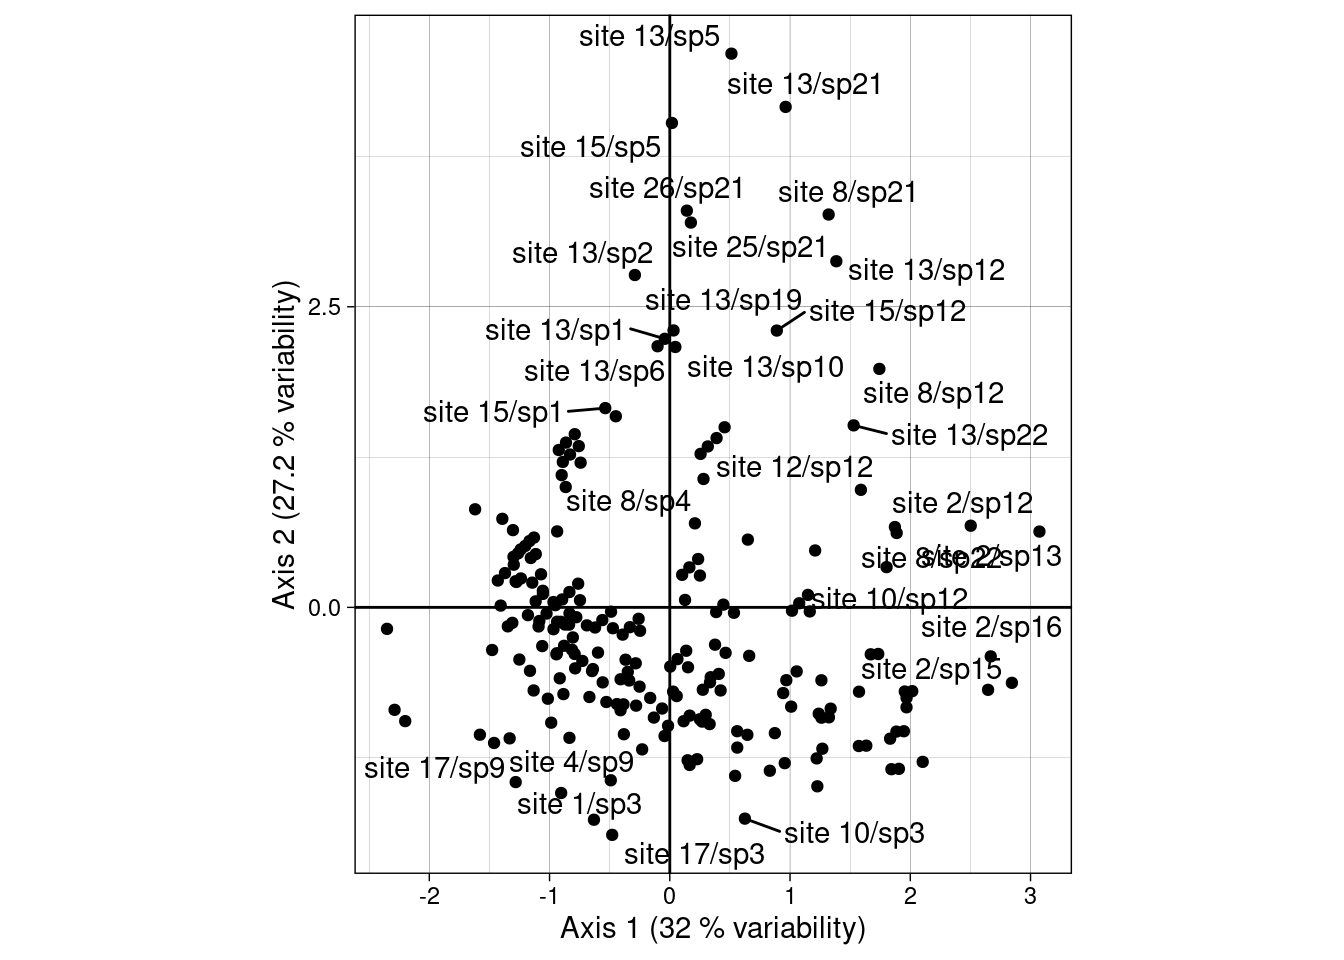 site 13/sp5
site 13/sp21
site 15/sp5
site 26/sp21
site 8/sp21
site 25/sp21
site 13/sp2
site 13/sp12
site 13/sp19
site 15/sp12
2.5
site 13/sp1
site 13/sp6
site 13/sp10
site 8/sp12
site 15/sp1
site 13/sp22
site 12/sp12
site 8/sp4
site 2/sp12
site 8/sp22
site 2/sp13
site 10/sp12
0.0
site 2/sp16
site 2/sp15
site 17/sp9
site 4/sp9
site 1/sp3
site 10/sp3
site 17/sp3
-2
-1
0
1
2
3
Axis 1 (32 % variability)
Axis 2 (27.2 % variability)